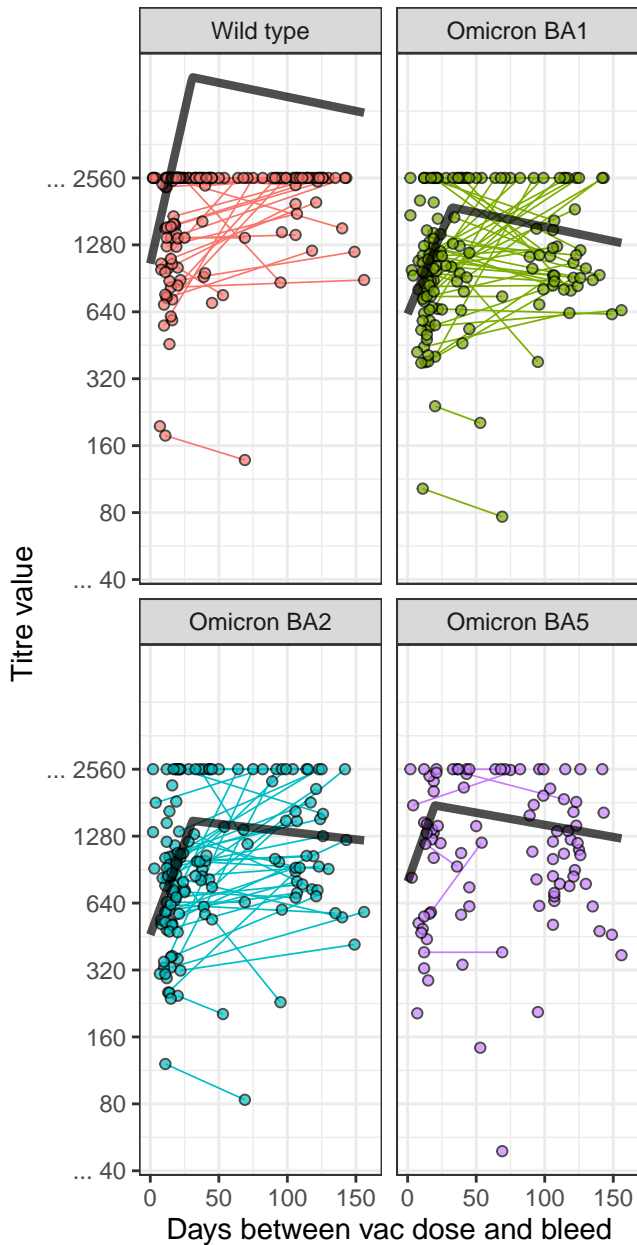 Wild type
Omicron BA1
... 2560
1280
640
320
160
80
... 40
Titre value
Omicron BA2
Omicron BA5
... 2560
1280
640
320
160
80
... 40
0 50 100 150 0 50 100 150
Days between vac dose and bleed